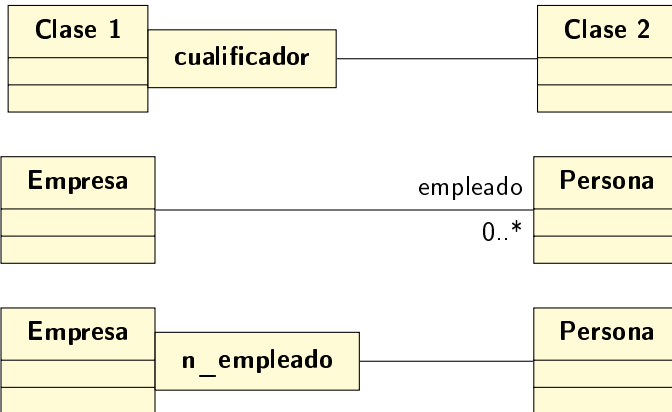 Clase 1
cualificador
Clase 2
Empresa
empleado
0..*
Persona
Empresa
n_empleado
Persona